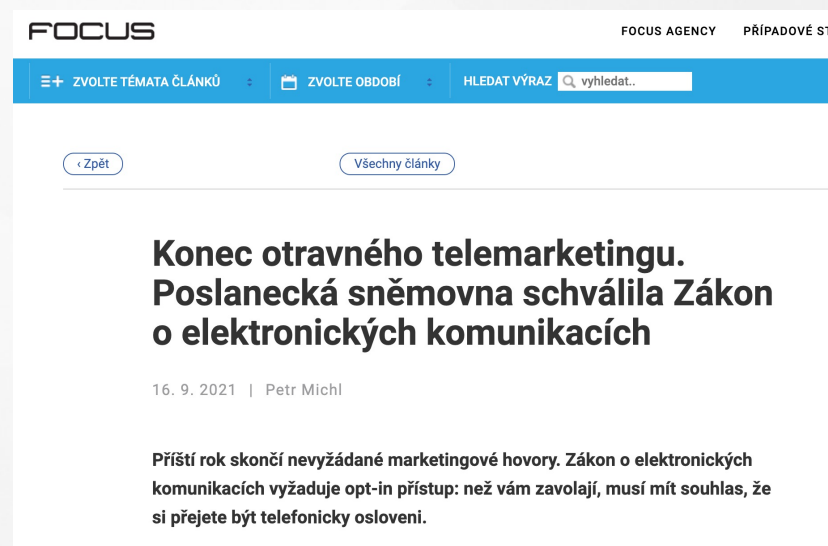 FOCUS
FOCUS AGENCY PŘÍPADOVÉ
ZVOLTE TÉMATA ČLÁNKŮ ZVOLTE OBDOBÍ HLEDAT VÝRAZ vyhledat..
‹ Zpět Všechny články
Konec otravného telemarketingu.
Poslanecká sněmovna schválila Zákon
o elektronických komunikacích
16. 9. 2021 | Petr Michl
Příští rok skončí nevyžádané marketingové hovory. Zákon o elektronických
komunikacích vyžaduje opt-in přístup: než vám zavolají, musí mít souhlas, že
si přejete být telefonicky osloveni.